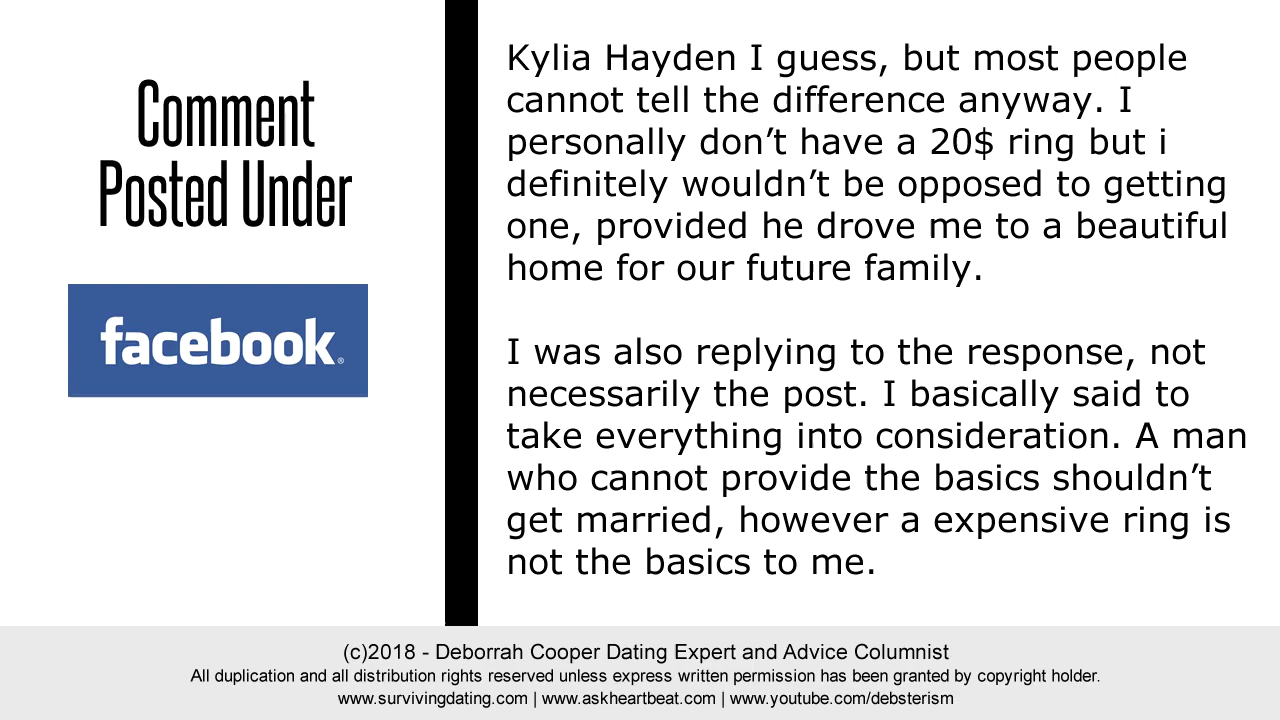 Comment
Posted Under
facebook®
Kylia Hayden I guess, but most people
cannot tell the difference anyway. I
personally don’t have a 20$ ring but i
definitely wouldn’t be opposed to getting
one, provided he drove me to a beautiful
home for our future family.
I was also replying to the response, not
necessarily the post. I basically said to
take everything into consideration. A man
who cannot provide the basics shouldn’t
get married, however a expensive ring is
not the basics to me.
(c)2018 - Deborrah Cooper Dating Expert and Advice Columnist
All duplication and all distribution rights reserved unless express written permission has been granted by copyright holder.
www.survivingdating.com | www.askheartbeat.com | www.youtube.com/debsterism